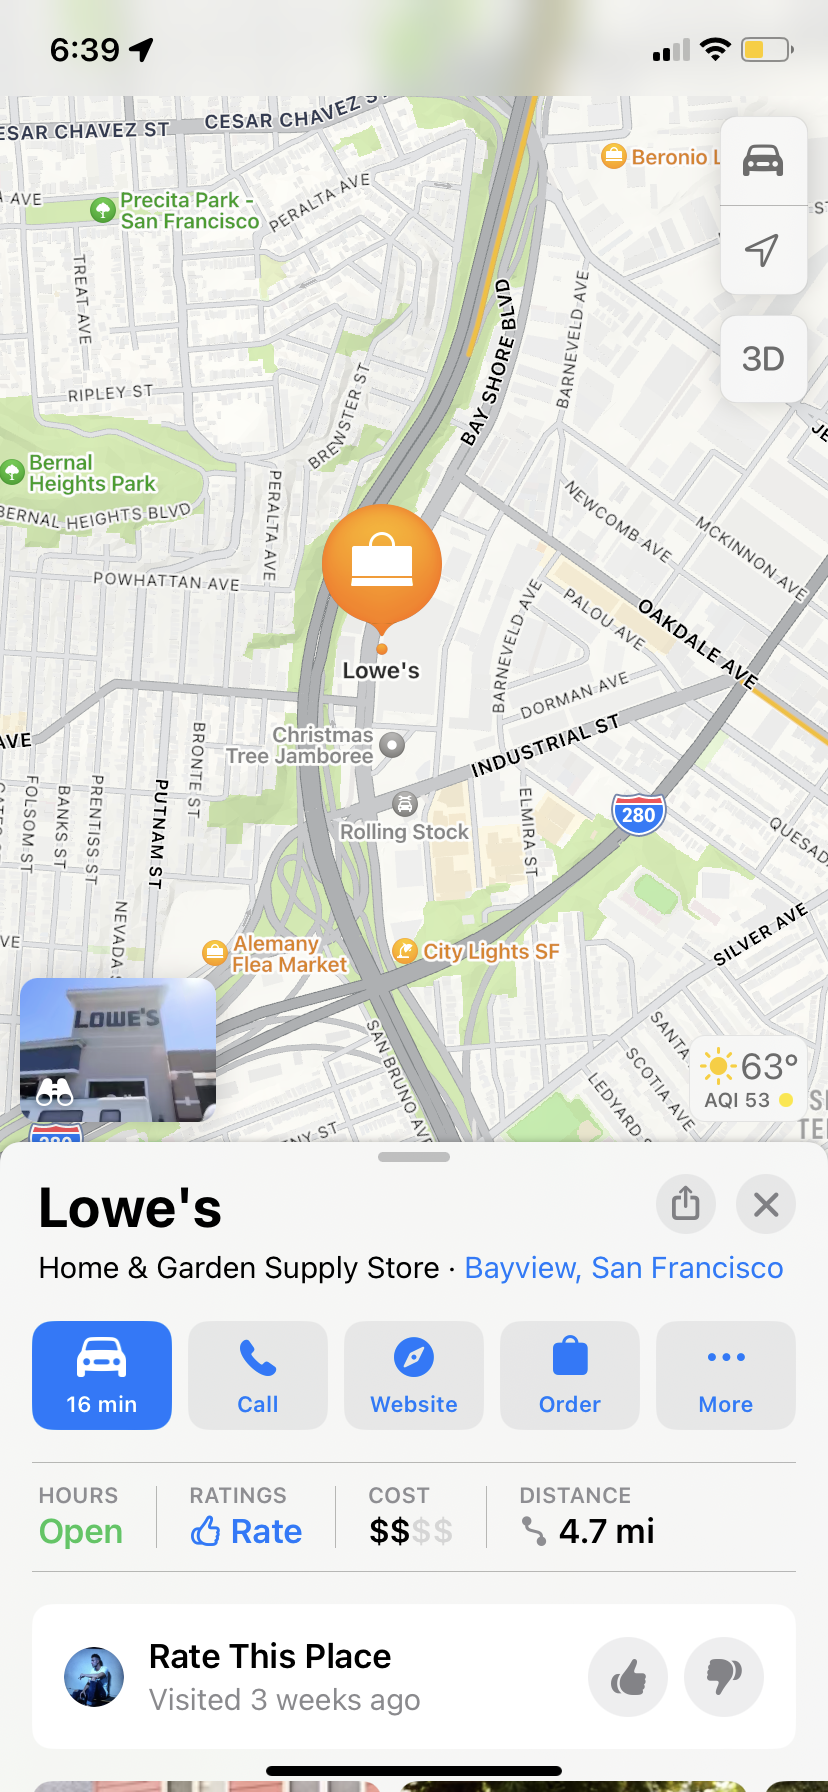 6:39
CESAR CHAVEZ ST
CESAR CHAVEZ ST
Beronio L
AVE
Precita Park -
San Francisco
PERALTA AVE
TREAT AVE
BAY SHORE BLVD
BARNEVELD AVE
3D
RIPLEY ST
BREWSTER ST
Bernal
Heights Park
BERNAL HEIGHTS BLVD
PERALTA AVE
NEWCOMB AVE
MCKINNON AVE
POWHATTAN AVE
BARNEVELD AVE
PALOU AVE
OAKDALE AVE
Lowe's
DORMAN AVE
INDUSTRIAL ST
Christmas
Tree Jamboree
AVE
BRONTE ST
FOLSOM ST
BANKS ST
PRENTISS ST
PUTNAM ST
Rolling Stock
ELMIRA ST
280
QUESAD
NEVADA S
SILVER AVE
Alemany
Flea Market
City Lights SF
LOWE'S
SAN BRUNO AVE
SANTA
SCOTIA AVE
LEDYARD S
63°
AQI 53
280
NY ST
Lowe's
Home & Garden Supply Store · Bayview, San Francisco
16 min
Call
Website
Order
More
HOURS
RATINGS
COST
DISTANCE
Open
Rate
$$$$
4.7 mi
Rate This Place
Visited 3 weeks ago